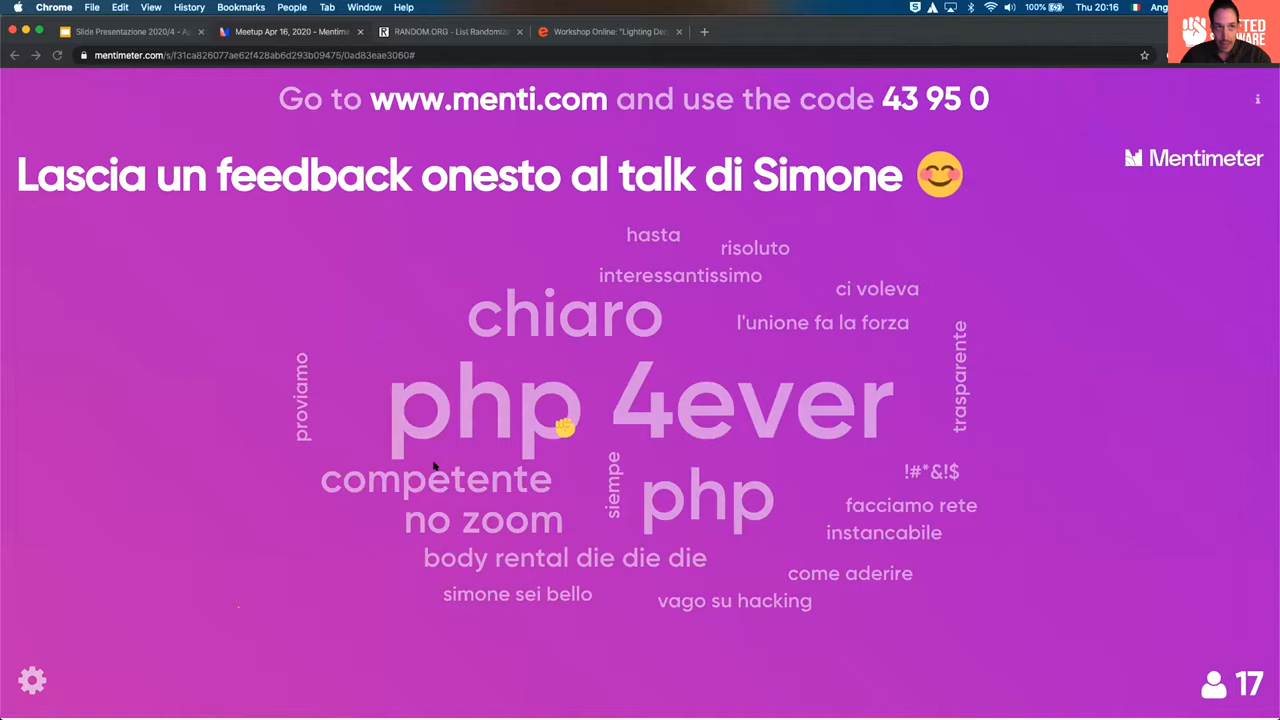 Chrome File Edit View History Bookmarks People Tab Window Help 100% Thu 20:16 Ang
Slide Presentazione 2020/4 - A
Meetup Apr 16, 2020 - Mentime
RANDOM.ORG - List Randomiz
Workshop Online: "Lighting Dec
mentimeter.com/s/f31ca826077ae62f428ab6d293b09475/0ad83eae3060#
Go to www.menti.com and use the code 43 95 0
Mentimeter
Lascia un feedback onesto al talk di Simone 😊
hasta
risoluto
interessantissimo
ci voleva
chiaro
l'unione fa la forza
trasparente
proviamo
php ✊ 4ever
competente
siempe
php
!#*&!$
facciamo rete
no zoom
instancabile
body rental die die die
come aderire
simone sei bello
vago su hacking
17